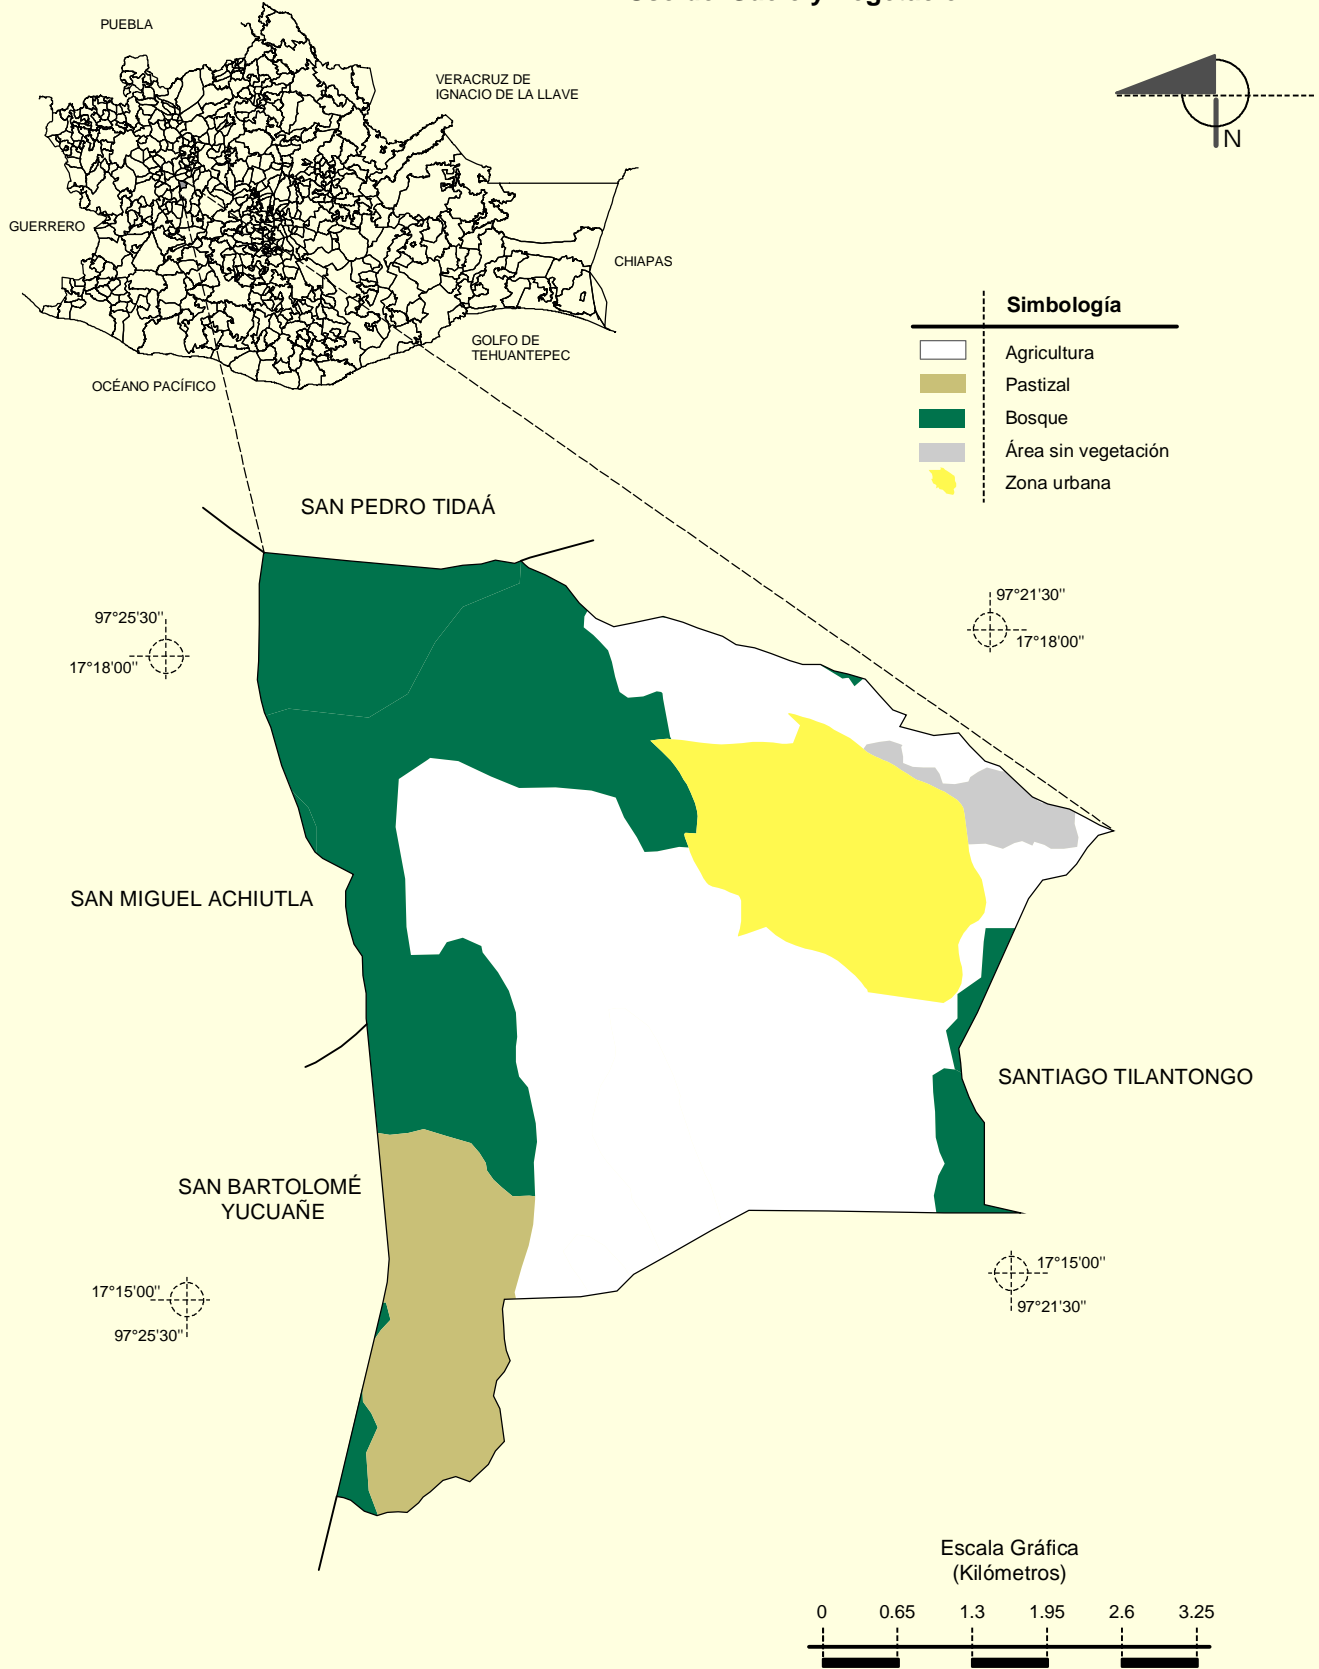 PUEBLA
VERACRUZ DE
IGNACIO DE LA LLAVE
N
GUERRERO
CHIAPAS
GOLFO DE
TEHUANTEPEC
OCÉANO PACÍFICO
Simbología
Agricultura
Pastizal
Bosque
Área sin vegetación
Zona urbana
SAN PEDRO TIDAÁ
97°25'30"
17°18'00"
97°21'30"
17°18'00"
SAN MIGUEL ACHIUTLA
SANTIAGO TILANTONGO
SAN BARTOLOMÉ
YUCUAÑE
17°15'00"
97°25'30"
17°15'00"
97°21'30"
Escala Gráfica
(Kilómetros)
0 0.65 1.3 1.95 2.6 3.25